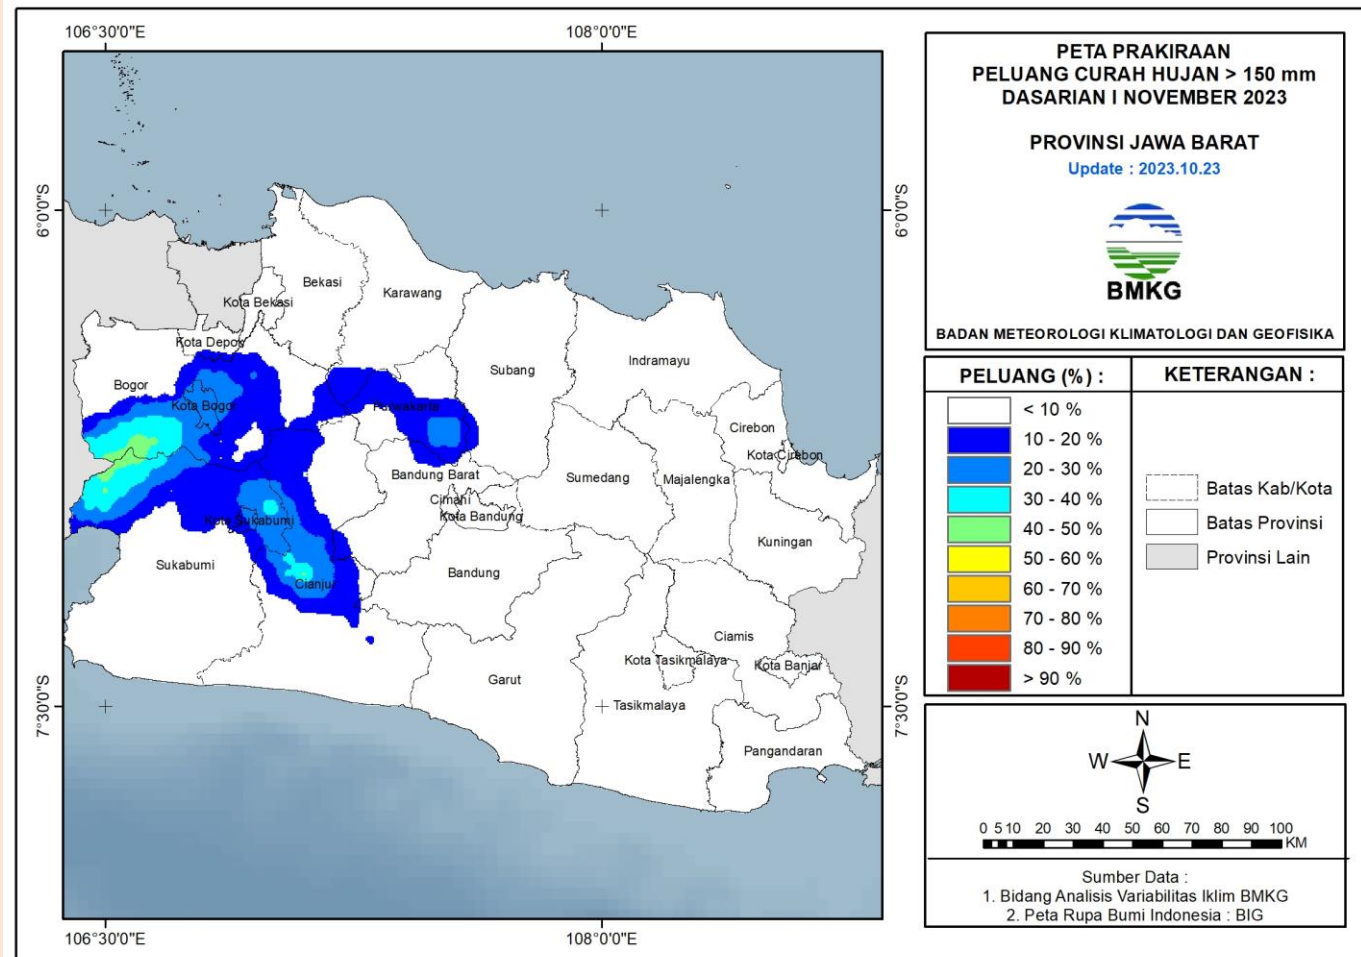 106°30'0"E
108°0'0"E
6°0'0"S
6°0'0"S
7°30'0"S
7°30'0"S
106°30'0"E
108°0'0"E
Bekasi
Karawang
Kota Bekasi
Kota Depok
Indramayu
Subang
Bogor
Kota Bogor
Purwakarta
Cirebon
Kota Cirebon
Bandung Barat
Sumedang
Majalengka
Cimahi
Kota Bandung
Kota Sukabumi
Kuningan
Sukabumi
Bandung
Cianju
Ciamis
Kota Tasikmalaya
Kota Banjar
Garut
Tasikmalaya
Pangandaran
PETA PRAKIRAAN
PELUANG CURAH HUJAN > 150 mm
DASARIAN I NOVEMBER 2023
PROVINSI JAWA BARAT
Update : 2023.10.23
BMKG
BADAN METEOROLOGI KLIMATOLOGI DAN GEOFISIKA
PELUANG (%) :
< 10 %
10 - 20 %
20 - 30 %
30 - 40 %
40 - 50 %
50 - 60 %
60 - 70 %
70 - 80 %
80 - 90 %
> 90 %
KETERANGAN :
Batas Kab/Kota
Batas Provinsi
Provinsi Lain
N
W E
S
0 5 10 20 30 40 50 60 70 80 90 100
KM
Sumber Data :
1. Bidang Analisis Variabilitas Iklim BMKG
2. Peta Rupa Bumi Indonesia : BIG